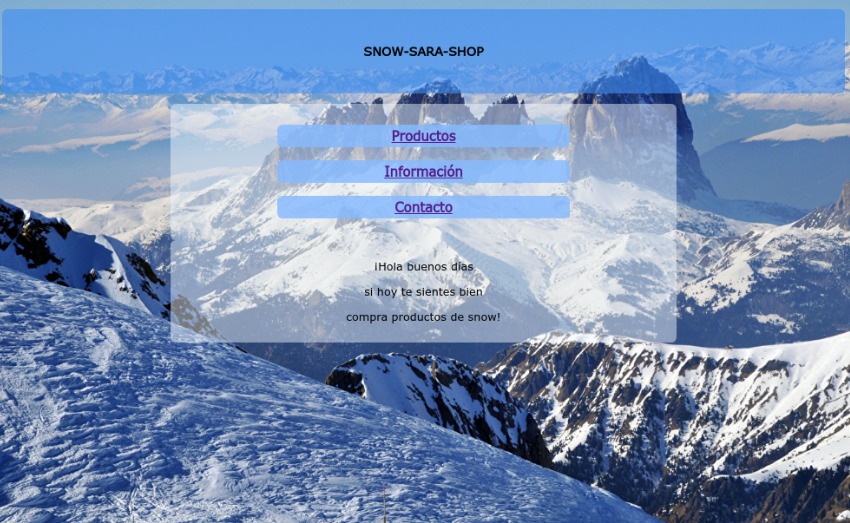 SNOW-SARA-SHOP
Productos
Información
Contacto
¡Hola buenos dias
si hoy te sientes bien
compra productos de snow!